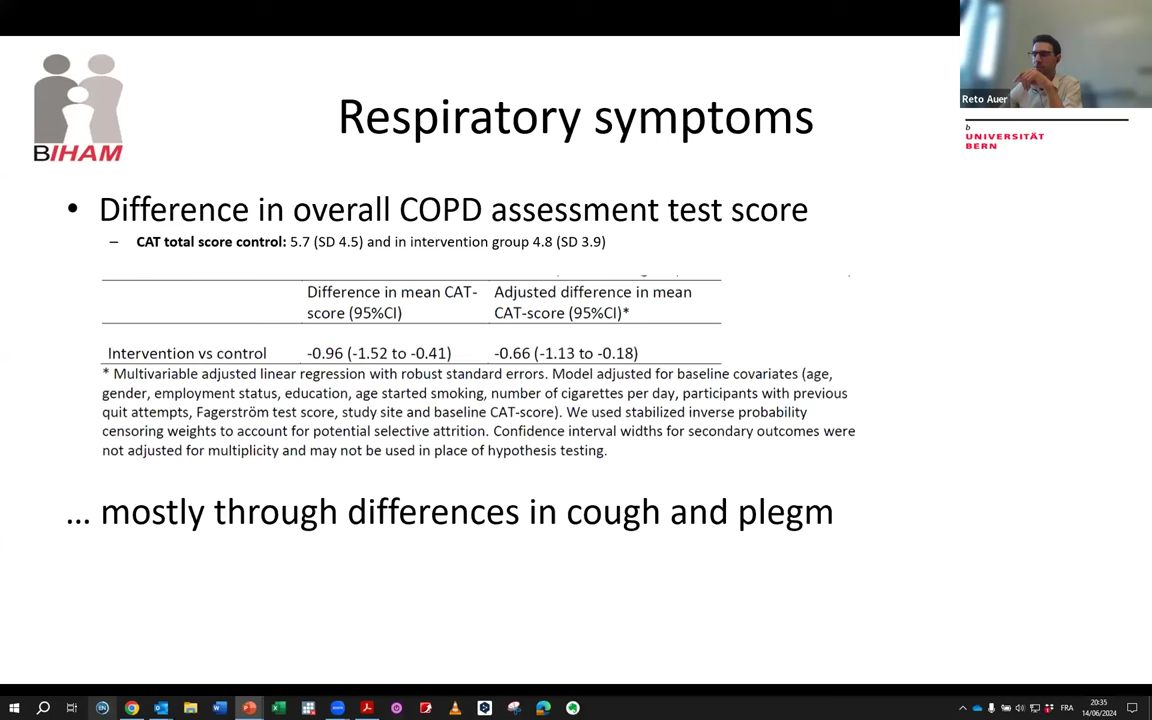 Reto Auer
BIHAM
Respiratory symptoms
b
UNIVERSITÄT
BERN
• Difference in overall COPD assessment test score
– CAT total score control: 5.7 (SD 4.5) and in intervention group 4.8 (SD 3.9)
Difference in mean CAT- Adjusted difference in mean
score (95%CI) CAT-score (95%CI)*
Intervention vs control -0.96 (-1.52 to -0.41) -0.66 (-1.13 to -0.18)
* Multivariable adjusted linear regression with robust standard errors. Model adjusted for baseline covariates (age,
gender, employment status, education, age started smoking, number of cigarettes per day, participants with previous
quit attempts, Fagerström test score, study site and baseline CAT-score). We used stabilized inverse probability
censoring weights to account for potential selective attrition. Confidence interval widths for secondary outcomes were
not adjusted for multiplicity and may not be used in place of hypothesis testing.
... mostly through differences in cough and plegm
FRA
20:35
14/06/2024